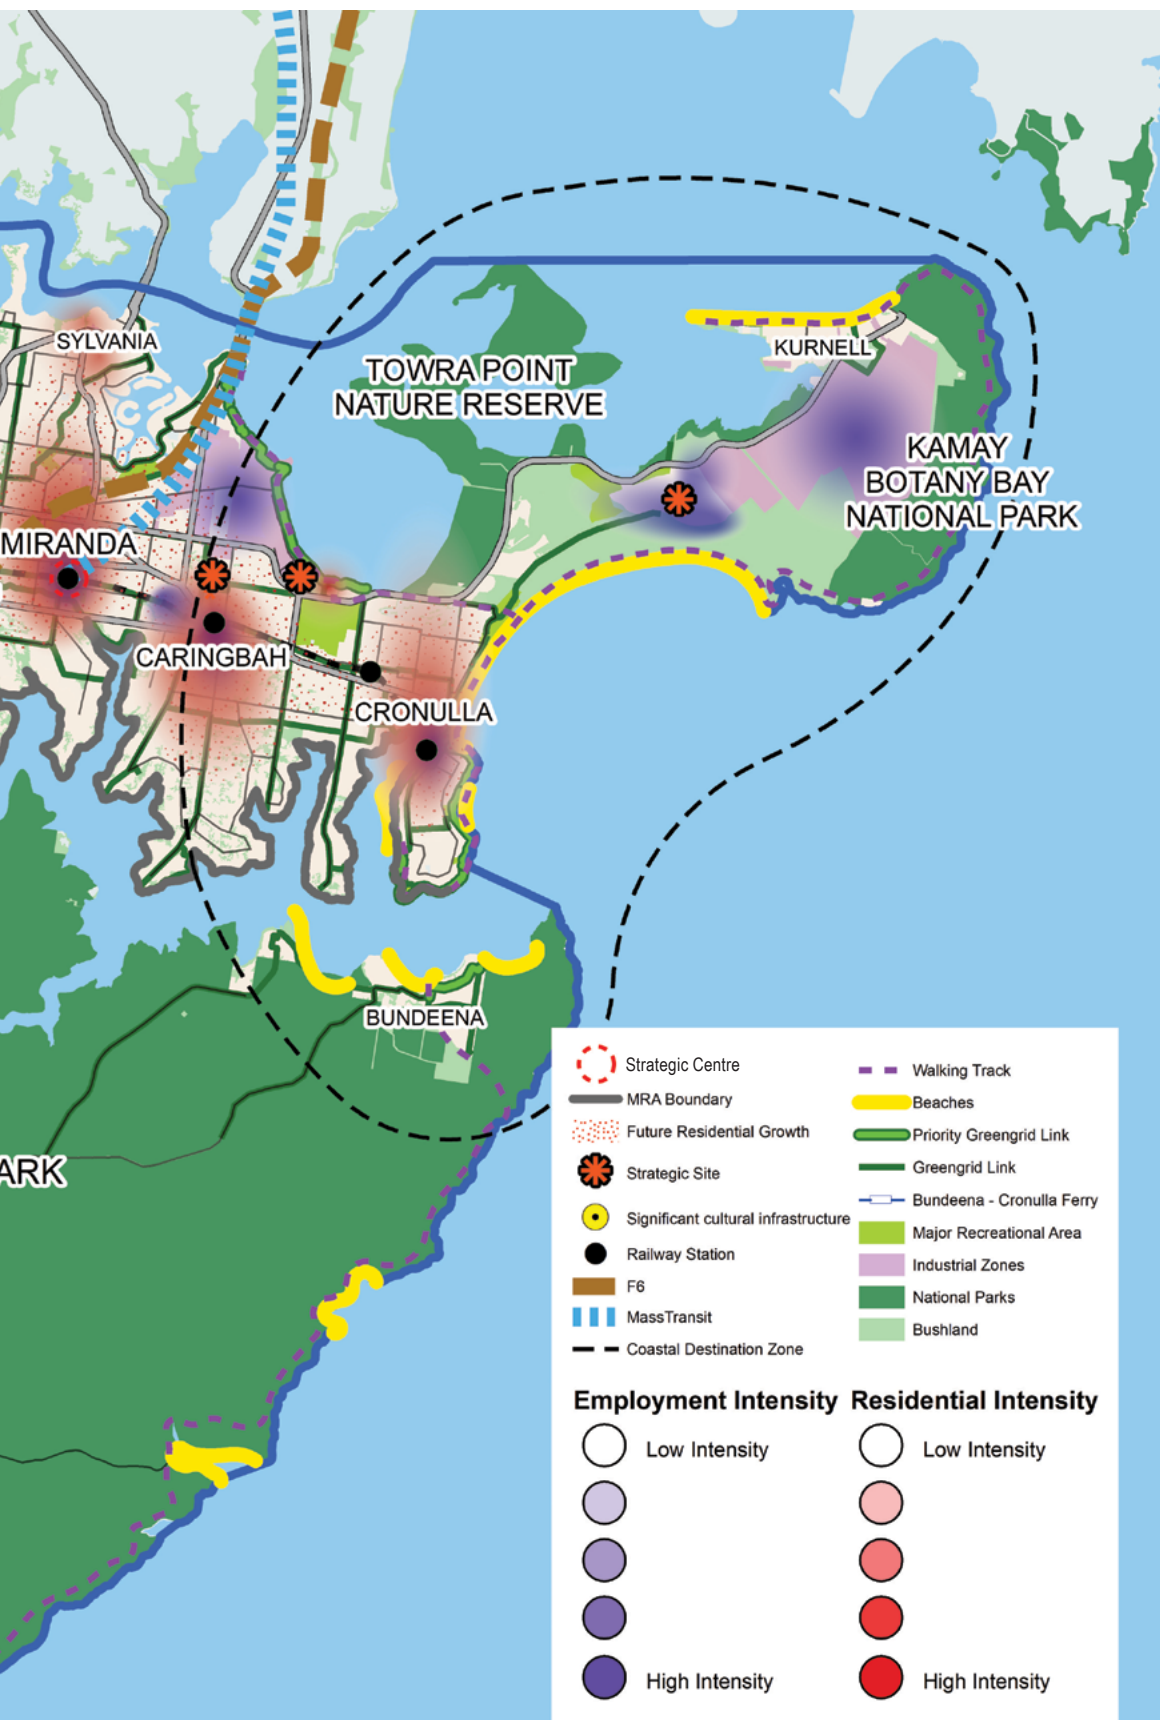 SYLVANIA
KURNELL
TOWRA POINT
NATURE RESERVE
KAMAY
BOTANY BAY
NATIONAL PARK
MIRANDA
CARINGBAH
CRONULLA
BUNDEENA
ARK
Strategic Centre
MRA Boundary
Future Residential Growth
Strategic Site
Significant cultural infrastructure
Railway Station
F6
MassTransit
Coastal Destination Zone
Walking Track
Beaches
Priority Greengrid Link
Greengrid Link
Bundeena - Cronulla Ferry
Major Recreational Area
Industrial Zones
National Parks
Bushland
Employment Intensity
Low Intensity
High Intensity
Residential Intensity
Low Intensity
High Intensity